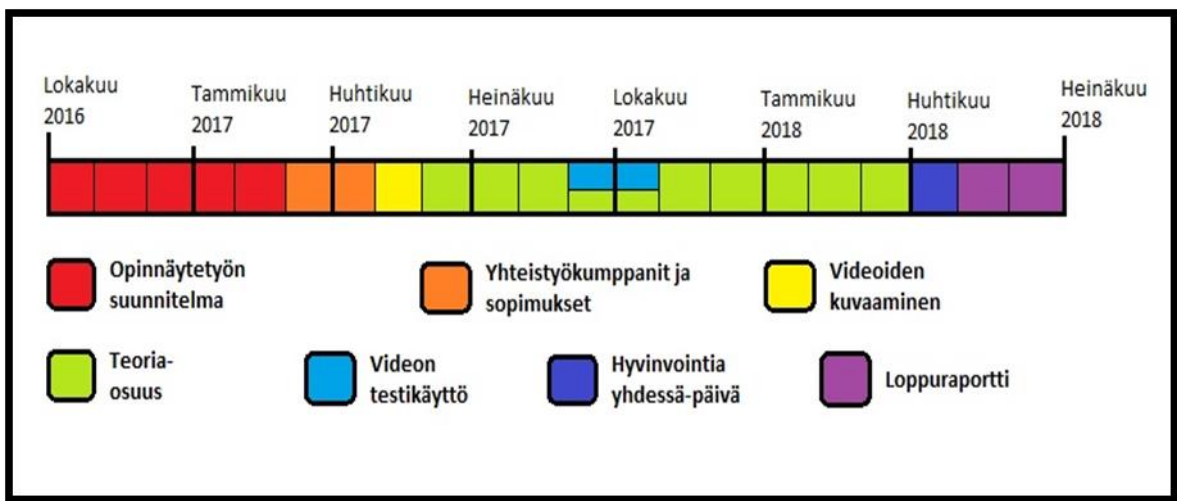 Lokakuu
2016
Tammikuu
2017
Huhtikuu
2017
Heinäkuu
2017
Lokakuu
2017
Tammikuu
2018
Huhtikuu
2018
Heinäkuu
2018
Opinnäytetyön
suunnitelma
Yhteistyökumppanit ja
sopimukset
Videoiden
kuvaaminen
Teoria-
osuus
Videon
testikäyttö
Hyvinvointia
yhdessä-päivä
Loppuraportti